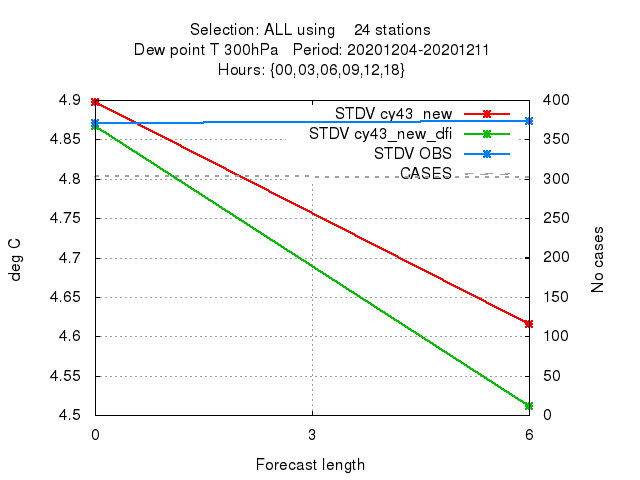 Selection: ALL using 24 stations
Dew point T 300hPa Period: 20201204-20201211
Hours: {00,03,06,09,12,18}
4.9
4.85
4.8
4.75
4.7
4.65
4.6
4.55
4.5
400
350
300
250
200
150
100
50
0
STDV cy43_new
STDV cy43_new_dfi
STDV OBS
CASES
deg C
No cases
0 3 6
Forecast length